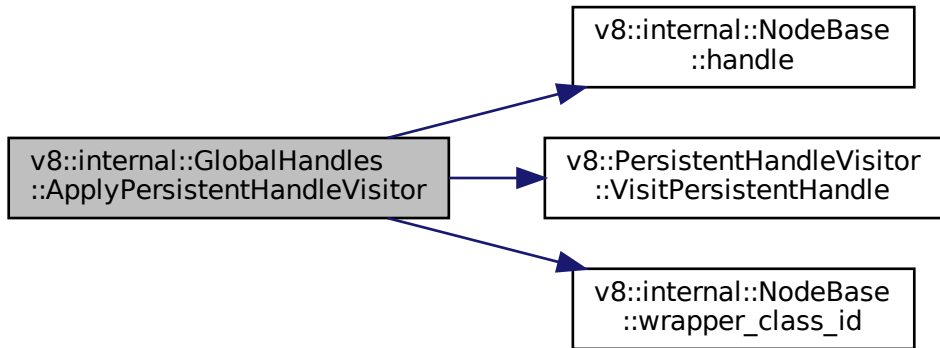 v8::internal::NodeBase
::handle
v8::internal::GlobalHandles
::ApplyPersistentHandleVisitor
v8::PersistentHandleVisitor
::VisitPersistentHandle
v8::internal::NodeBase
::wrapper_class_id